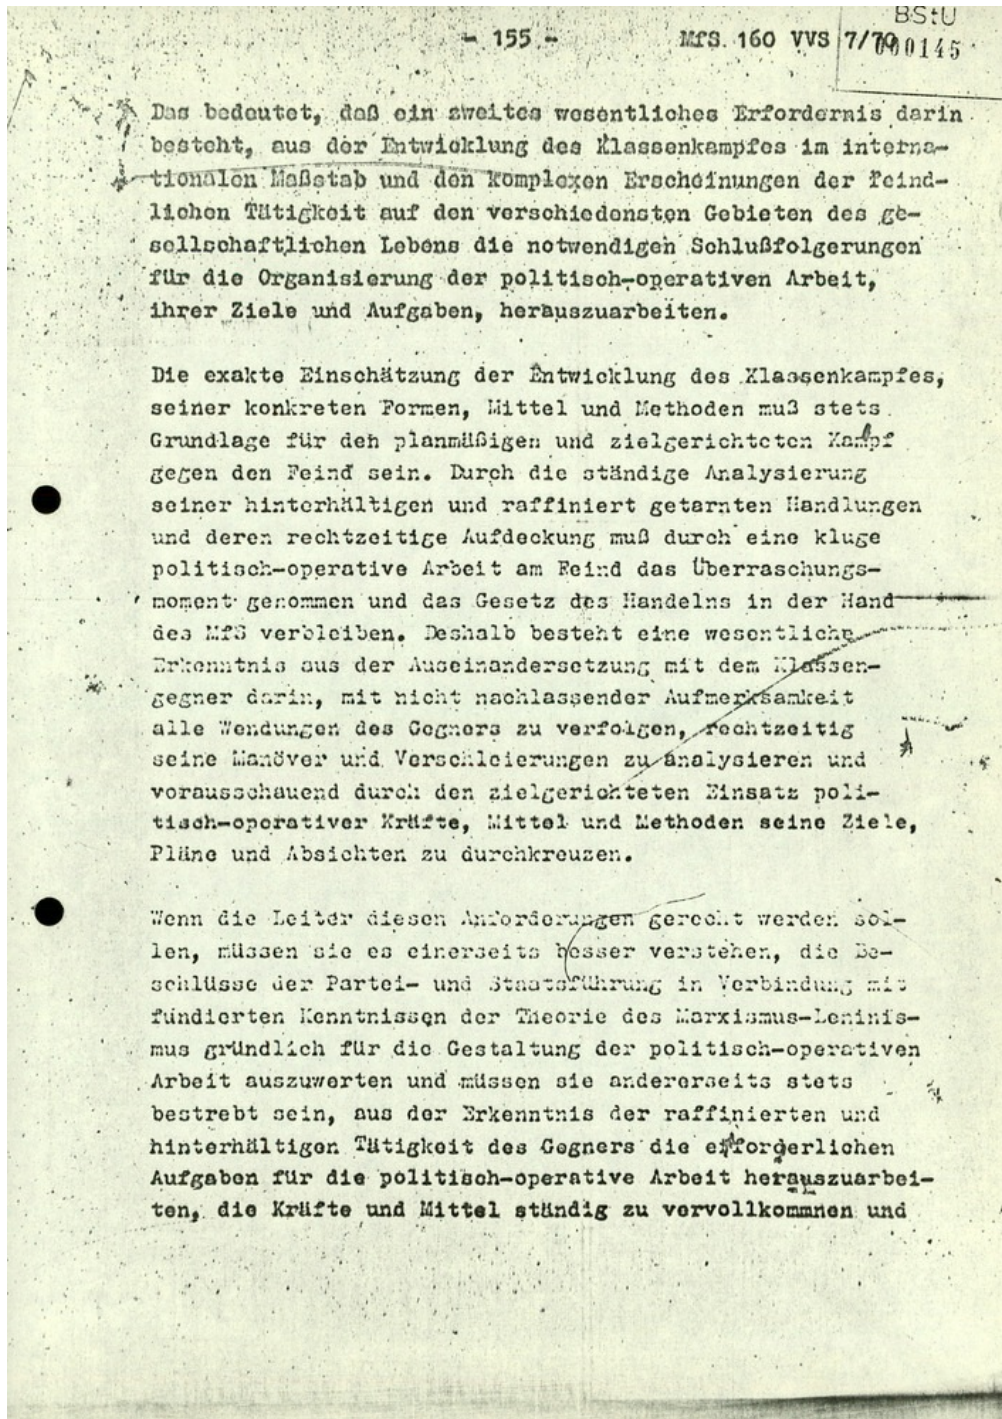 BStU
- 155 -
MfS 160 VVS 7/70
000145
Das bedeutet, daß ein zweites wesentliches Erfordernis darin
besteht, aus der Entwicklung des Klassenkampfes im interna-
tionalen Maßstab und den komplexen Erscheinungen der feind-
lichen Tätigkeit auf den verschiedensten Gebieten des ge-
sellschaftlichen Lebens die notwendigen Schlußfolgerungen
für die Organisierung der politisch-operativen Arbeit,
ihrer Ziele und Aufgaben, herauszuarbeiten.
Die exakte Einschätzung der Entwicklung des Klassenkampfes,
seiner konkreten Formen, Mittel und Methoden muß stets
Grundlage für den planmäßigen und zielgerichteten Kampf
gegen den Feind sein. Durch die ständige Analysierung
seiner hinterhältigen und raffiniert getarnten Handlungen
und deren rechtzeitige Aufdeckung muß durch eine kluge
politisch-operative Arbeit am Feind das Überraschungs-
moment genommen und das Gesetz des Handelns in der Hand
des MfS verbleiben. Deshalb besteht eine wesentliche
Erkenntnis aus der Auseinandersetzung mit dem Klassen-
gegner darin, mit nicht nachlassender Aufmerksamkeit
alle Wendungen des Gegners zu verfolgen, rechtzeitig
seine Manöver und Verschleierungen zu analysieren und
vorausschauend durch den zielgerichteten Einsatz poli-
tisch-operativer Kräfte, Mittel und Methoden seine Ziele,
Pläne und Absichten zu durchkreuzen.
Wenn die Leiter diesen Anforderungen gerecht werden sol-
len, müssen sie es einerseits besser verstehen, die Be-
schlüsse der Partei- und Staatsführung in Verbindung mit
fundierten Kenntnissen der Theorie des Marxismus-Leninis-
mus gründlich für die Gestaltung der politisch-operativen
Arbeit auszuwerten und müssen sie andererseits stets
bestrebt sein, aus der Erkenntnis der raffinierten und
hinterhältigen Tätigkeit des Gegners die erforderlichen
Aufgaben für die politisch-operative Arbeit herauszuarbei-
ten, die Kräfte und Mittel ständig zu vervollkommnen und